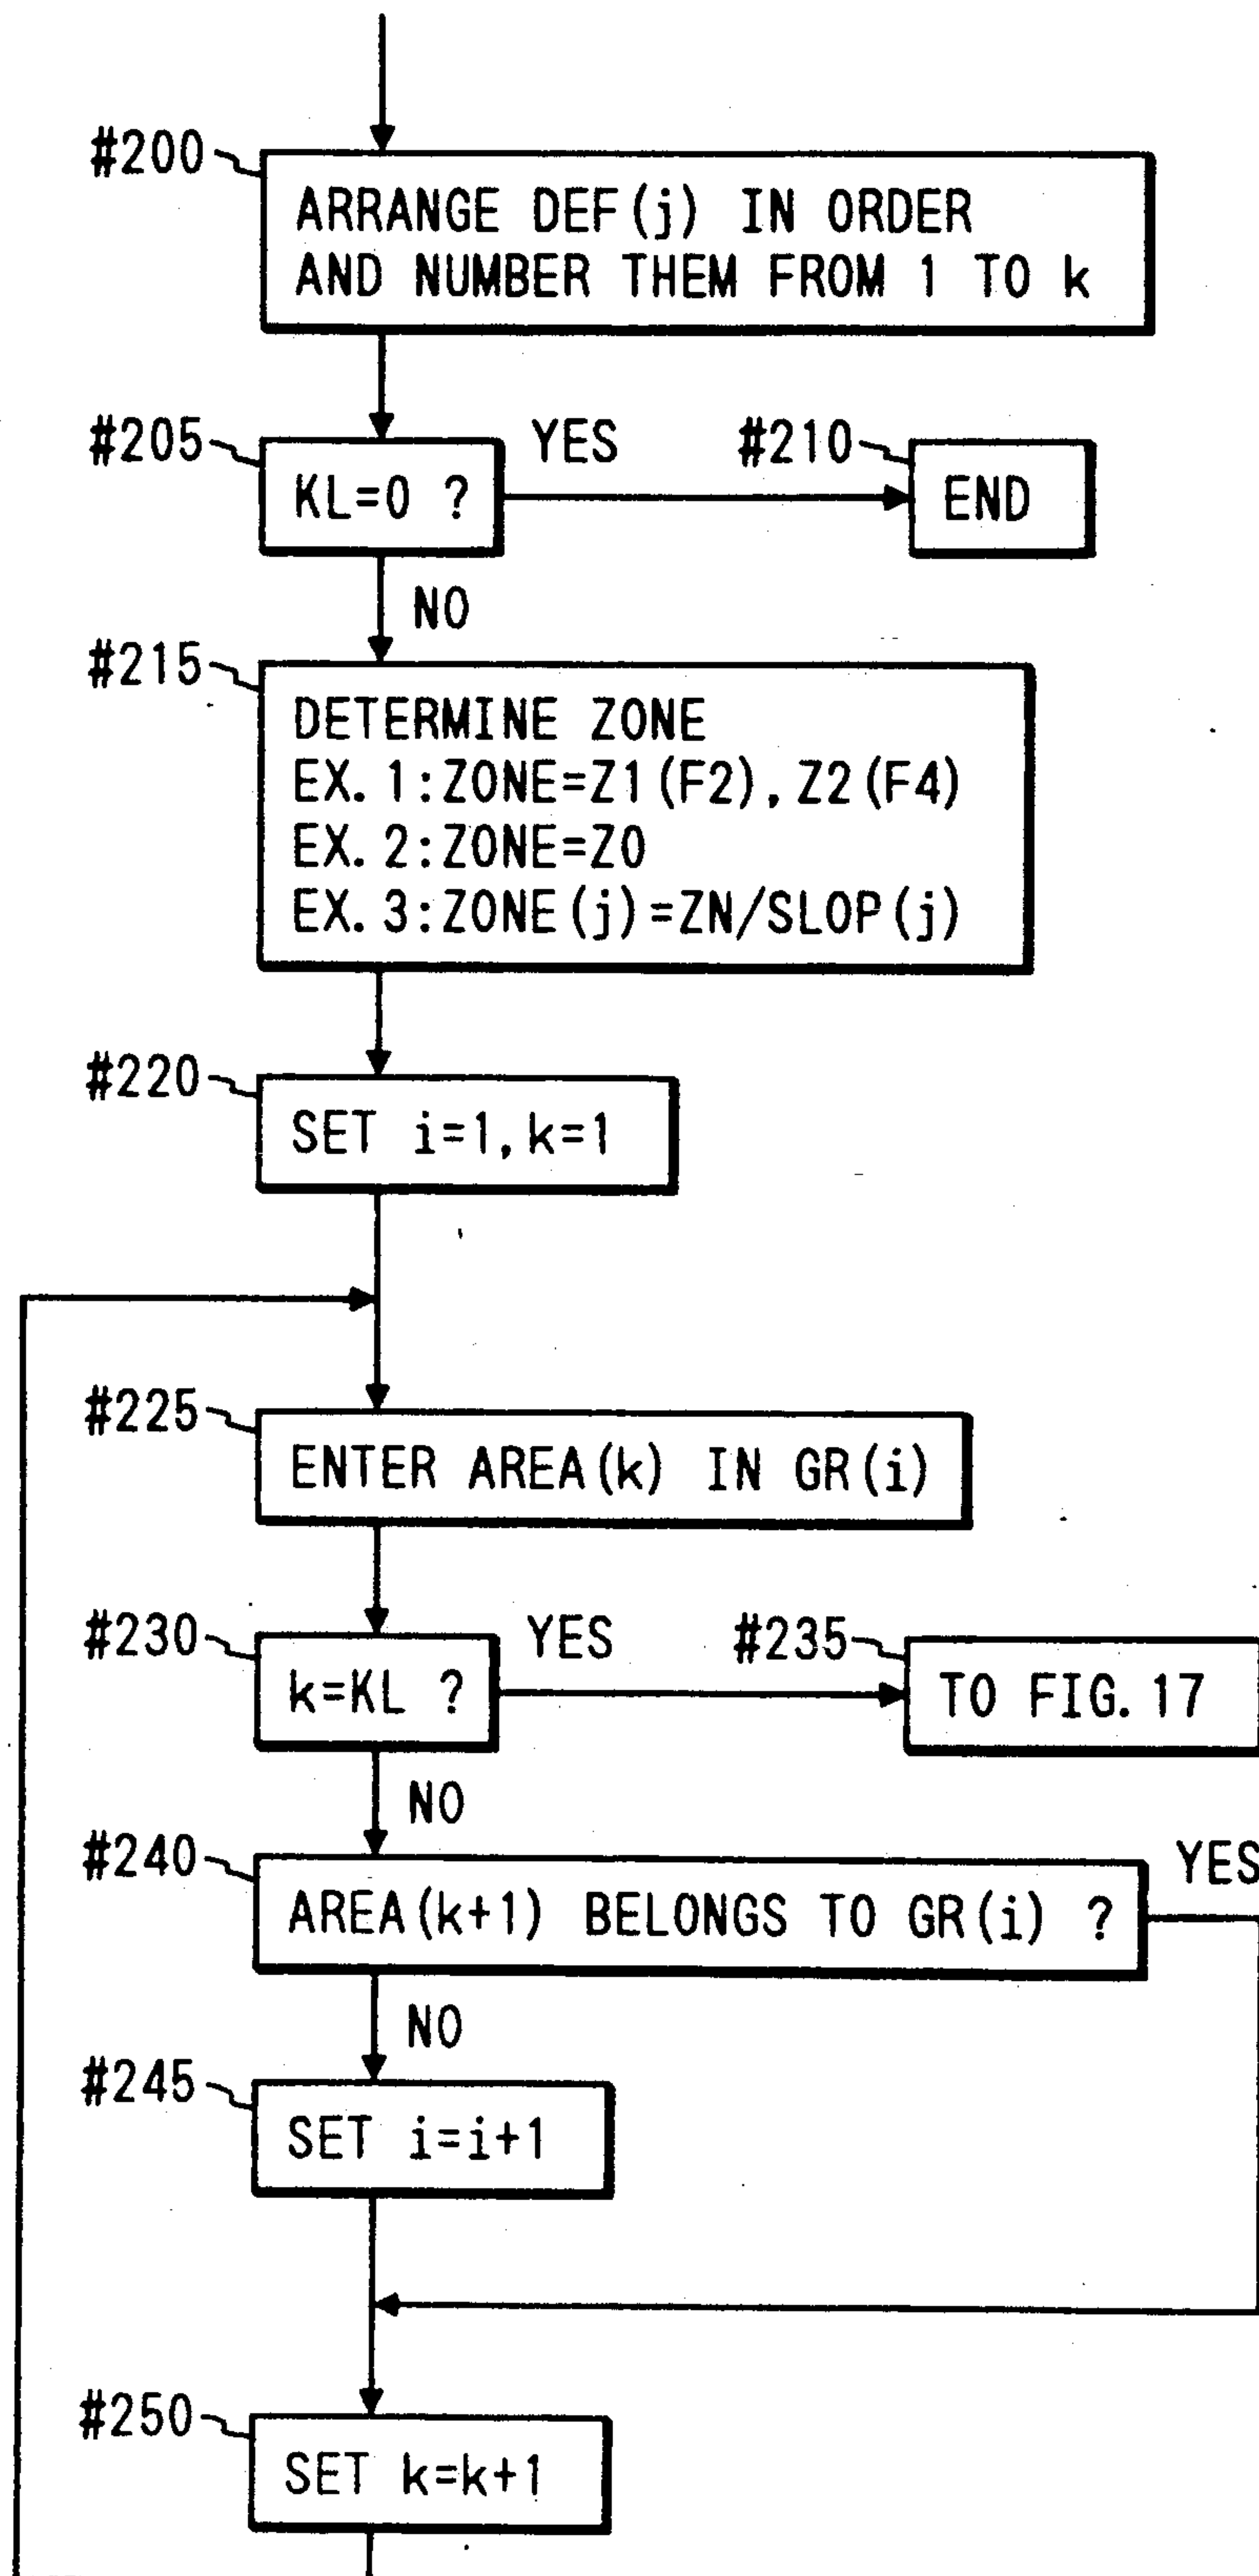 #200
ARRANGE DEF(j) IN ORDER
AND NUMBER THEM FROM 1 TO k
#205
KL=0 ?
YES
#210
END
NO
#215
DETERMINE ZONE
EX. 1:ZONE=Z1(F2), Z2(F4)
EX. 2:ZONE=Z0
EX. 3:ZONE(j)=ZN/SLOP(j)
#220
SET i=1, k=1
#225
ENTER AREA(k) IN GR(i)
#230
k=KL ?
YES
#235
TO FIG. 17
NO
#240
AREA(k+1) BELONGS TO GR(i) ?
YES
NO
#245
SET i=i+1
#250
SET k=k+1